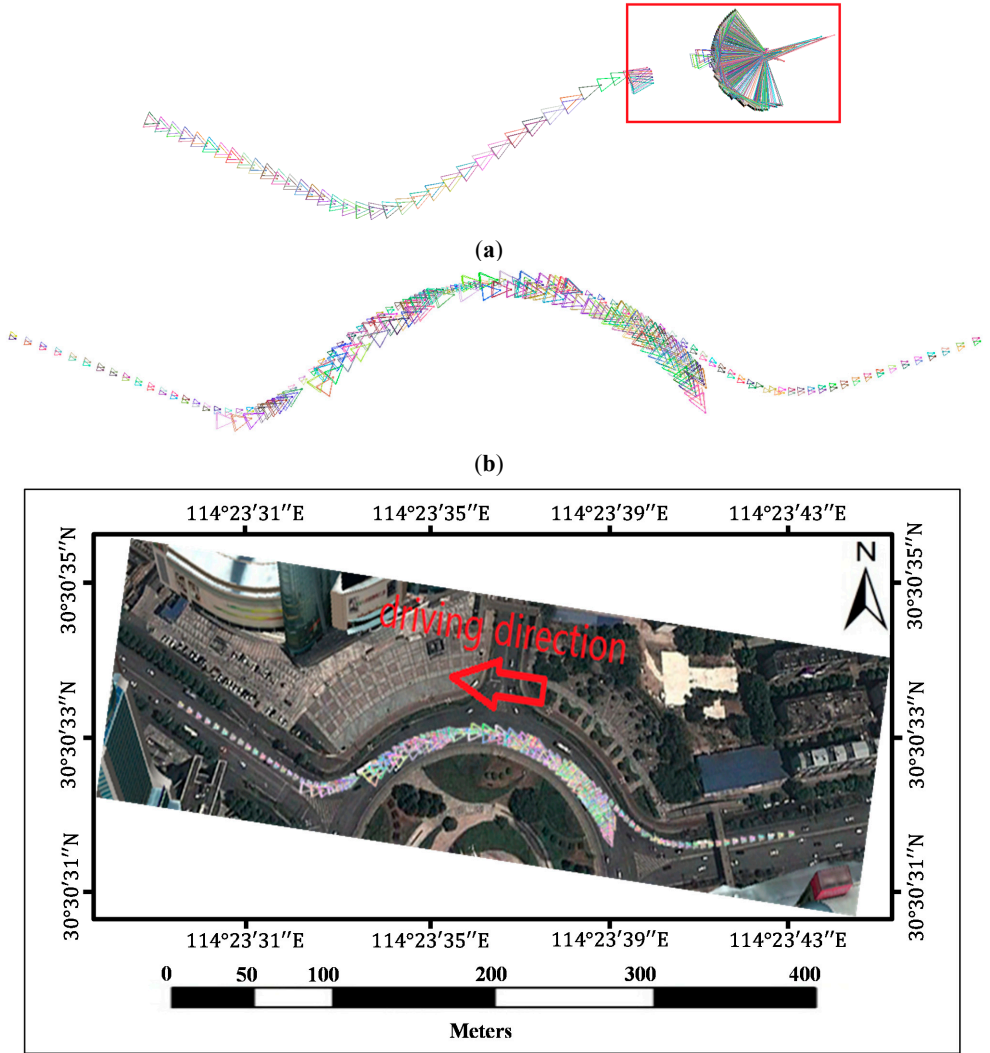 (a)
(b)
114°23′31″E 114°23′35″E 114°23′39″E 114°23′43″E
30°30′35″N 30°30′35″N
N
driving direction
30°30′33″N 30°30′33″N
30°30′31″N 30°30′31″N
114°23′31″E 114°23′35″E 114°23′39″E 114°23′43″E
0 50 100 200 300 400
Meters